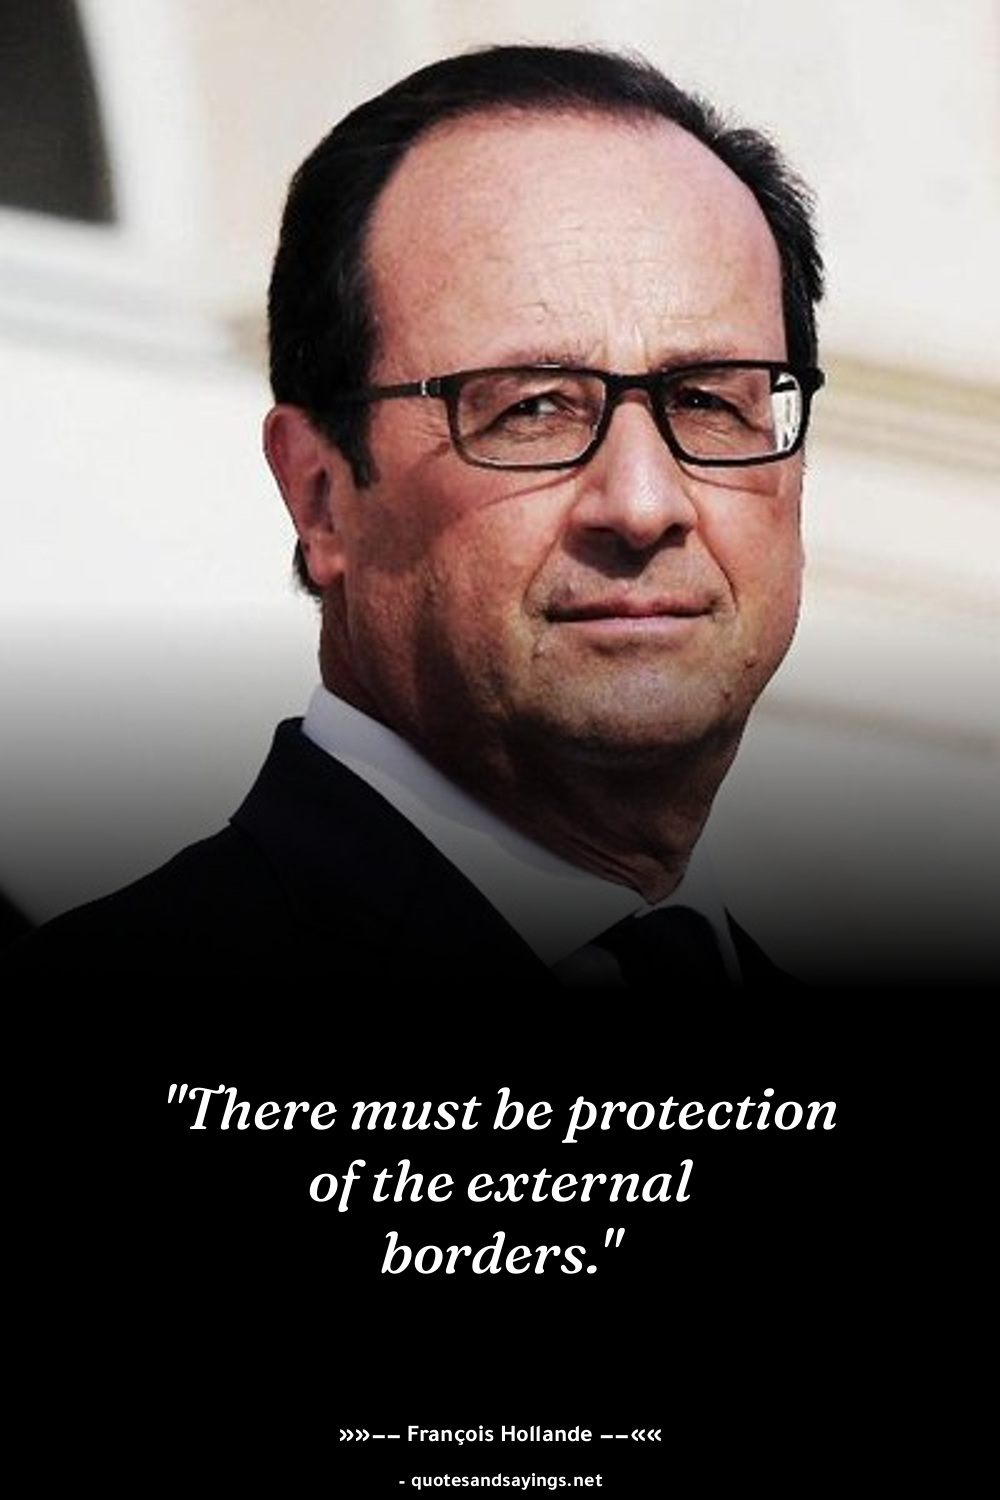 "There must be protection
of the external
borders."
»»−− François Hollande −−««
- quotesandsayings.net